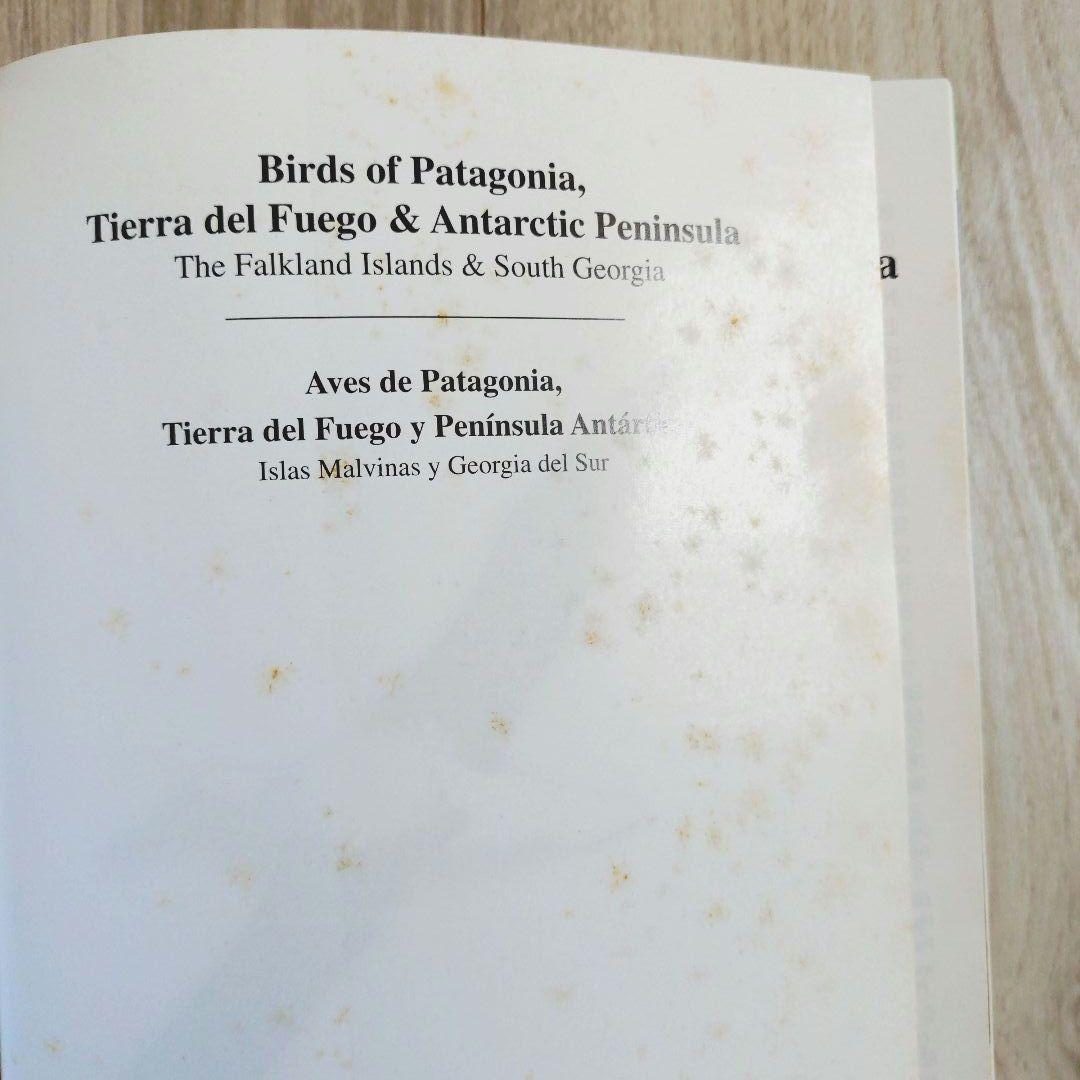 Birds of Patagonia,
Tierra del Fuego & Antarctic Peninsula
The Falkland Islands & South Georgia
Aves de Patagonia,
Tierra del Fuego y Península
Islas Malvinas y Georgia del Sur
a